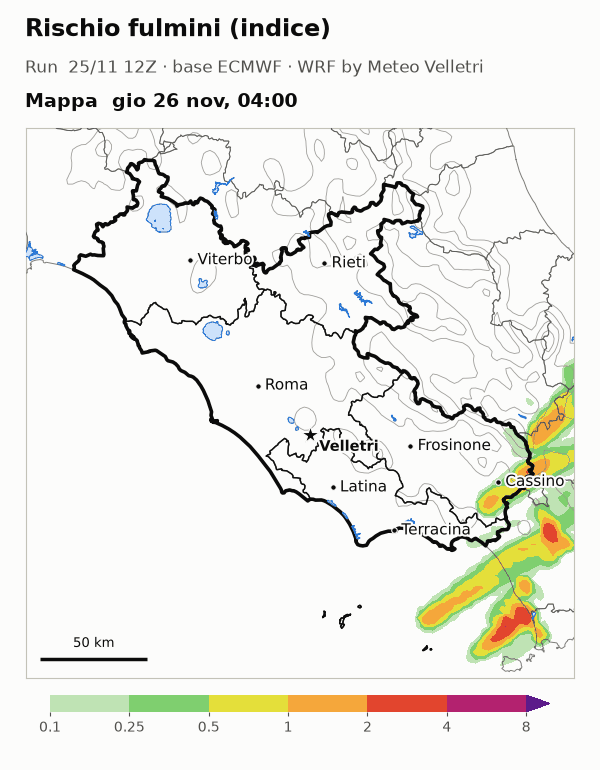 Rischio fulmini (indice)
Run  25/11 12Z · base ECMWF · WRF by Meteo Velletri
Mappa  gio 26 nov, 04:00
Viterbo
Rieti
Roma
Velletri
Frosinone
Cassino
Latina
Terracina
50 km
0.1 0.25 0.5 1 2 4 8